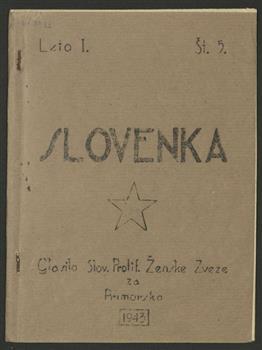 Leto I. Št. 5.
SLOVENKA
Glasilo Slov. Protif. Ženske Zveze
za
Primorsko
1943